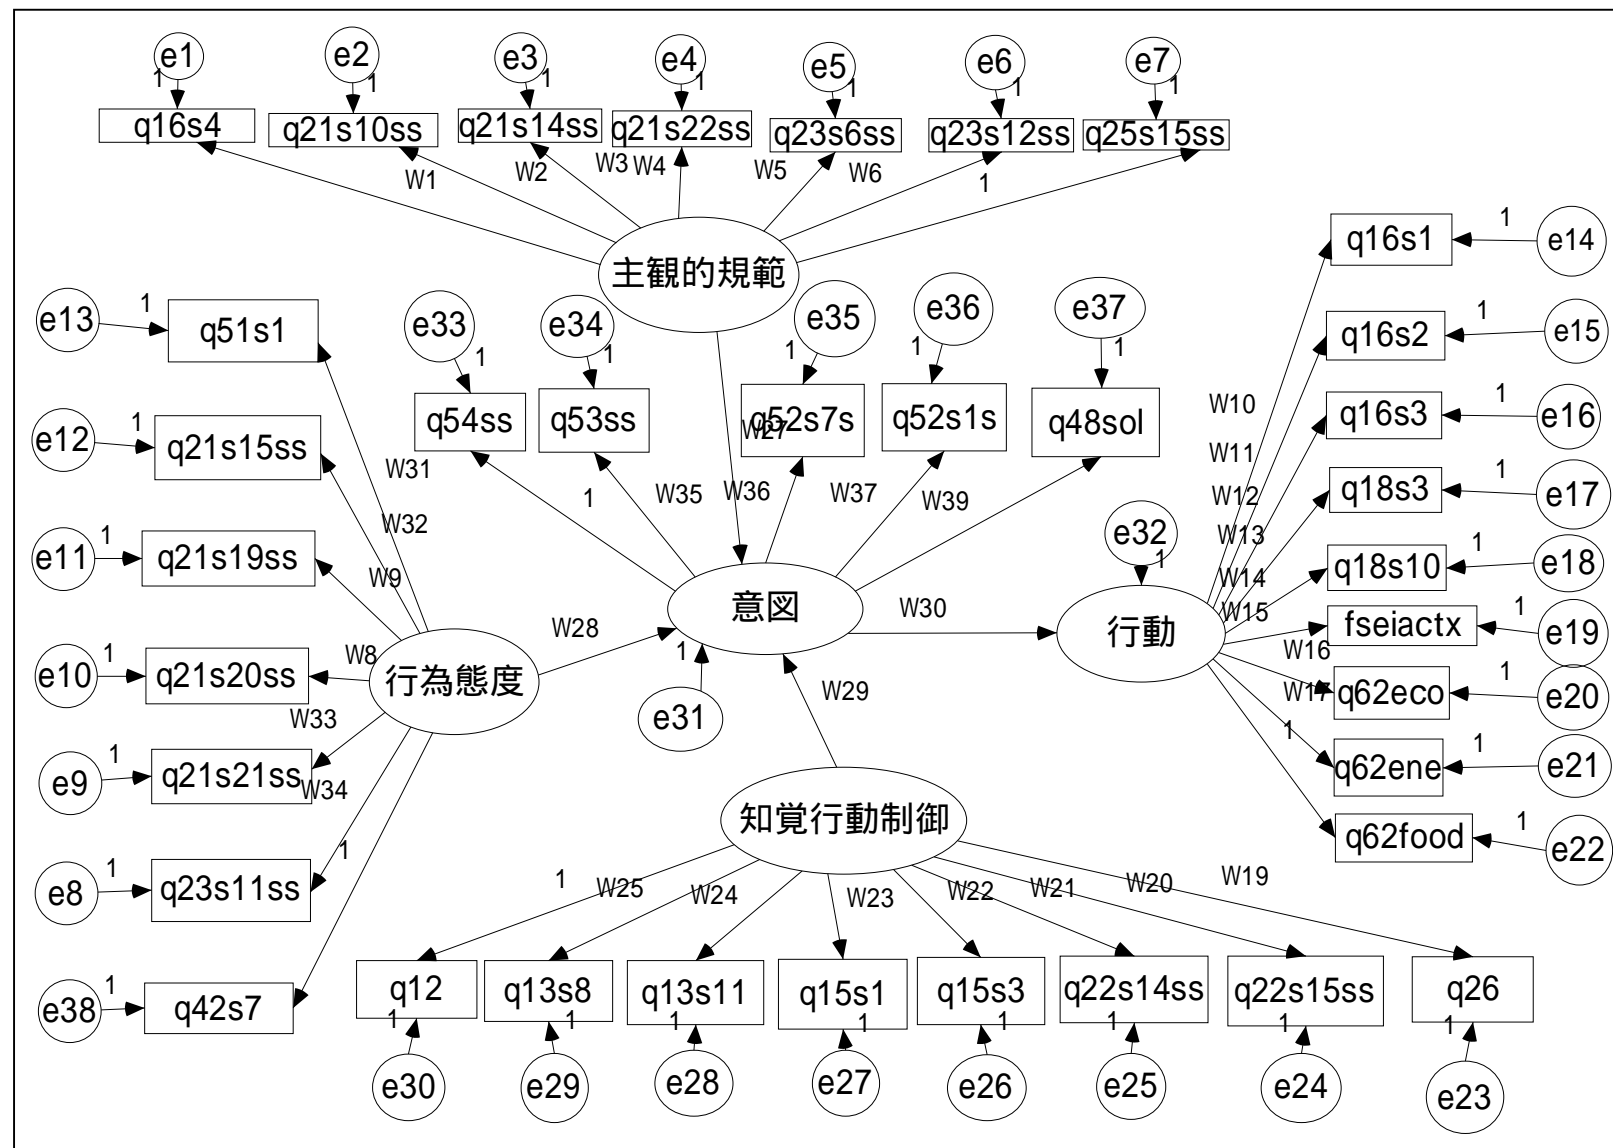 e1
e2
e3
e4
e5
e6
e7
1
1
1
1
1
1
1
q16s4
q21s10ss
q21s14ss
q21s22ss
q23s6ss
q23s12ss
q25s15ss
W1
W2
W3
W4
W5
W6
1
主観的規範
q16s1
1
e14
e13
1
q51s1
e33
1
e34
1
e35
1
e36
1
e37
1
q16s2
1
e15
q54ss
q53ss
q52s7s
q52s1s
q48sol
W27
W10
q16s3
1
e16
e12
1
q21s15ss
W31
W11
1
W35
W36
W37
W39
W12
q18s3
1
e17
W32
e32
1
W13
e11
1
q21s19ss
W9
W14
q18s10
1
e18
意図
W30
W15
行動
fseiactx
1
e19
W28
1
W16
e10
1
q21s20ss
W8
行為態度
W29
W17
q62eco
1
e20
W33
e31
1
q62ene
1
e21
e9
1
q21s21ss
W34
知覚行動制御
q62food
1
e22
1
e8
1
q23s11ss
1
W25
W24
W23
W22
W21
W20
W19
q12
q13s8
q13s11
q15s1
q15s3
q22s14ss
q22s15ss
q26
e38
1
q42s7
1
1
1
1
1
1
1
1
e30
e29
e28
e27
e26
e25
e24
e23